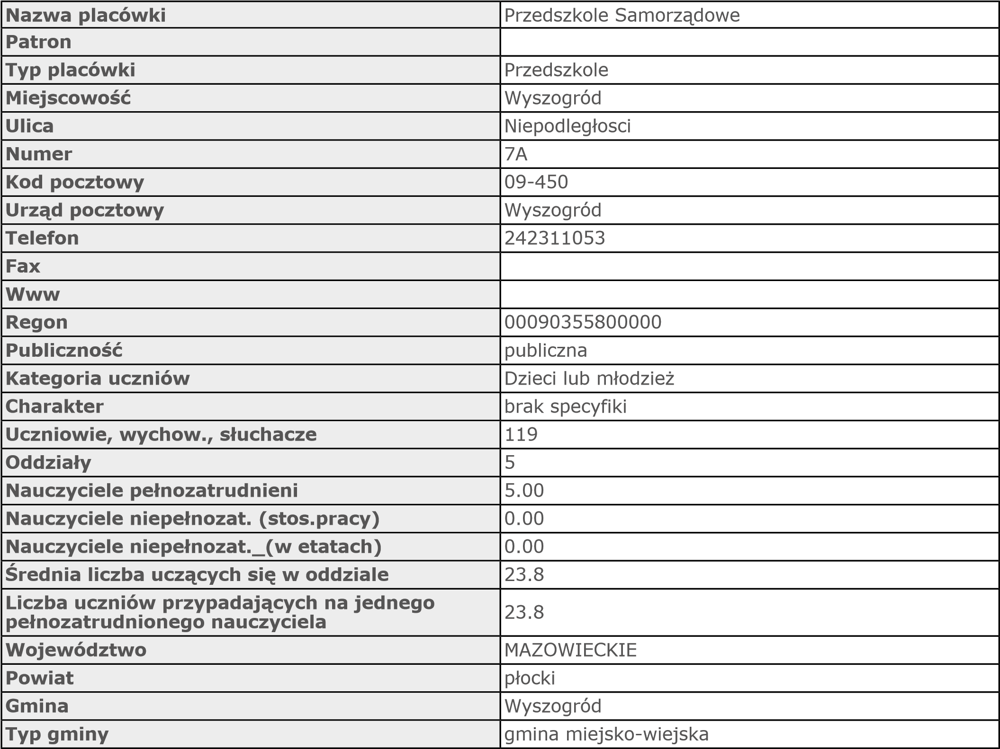 Nazwa placówki Przedszkole Samorządowe
Patron
Typ placówki Przedszkole
Miejscowość Wyszogród
Ulica Niepodległosci
Numer 7A
Kod pocztowy 09-450
Urząd pocztowy Wyszogród
Telefon 242311053
Fax
Www
Regon 00090355800000
Publiczność publiczna
Kategoria uczniów Dzieci lub młodzież
Charakter brak specyfiki
Uczniowie, wychow., słuchacze 119
Oddziały 5
Nauczyciele pełnozatrudnieni 5.00
Nauczyciele niepełnozat. (stos.pracy) 0.00
Nauczyciele niepełnozat._(w etatach) 0.00
Średnia liczba uczących się w oddziale 23.8
Liczba uczniów przypadających na jednego
pełnozatrudnionego nauczyciela 23.8
Województwo MAZOWIECKIE
Powiat płocki
Gmina Wyszogród
Typ gminy gmina miejsko-wiejska